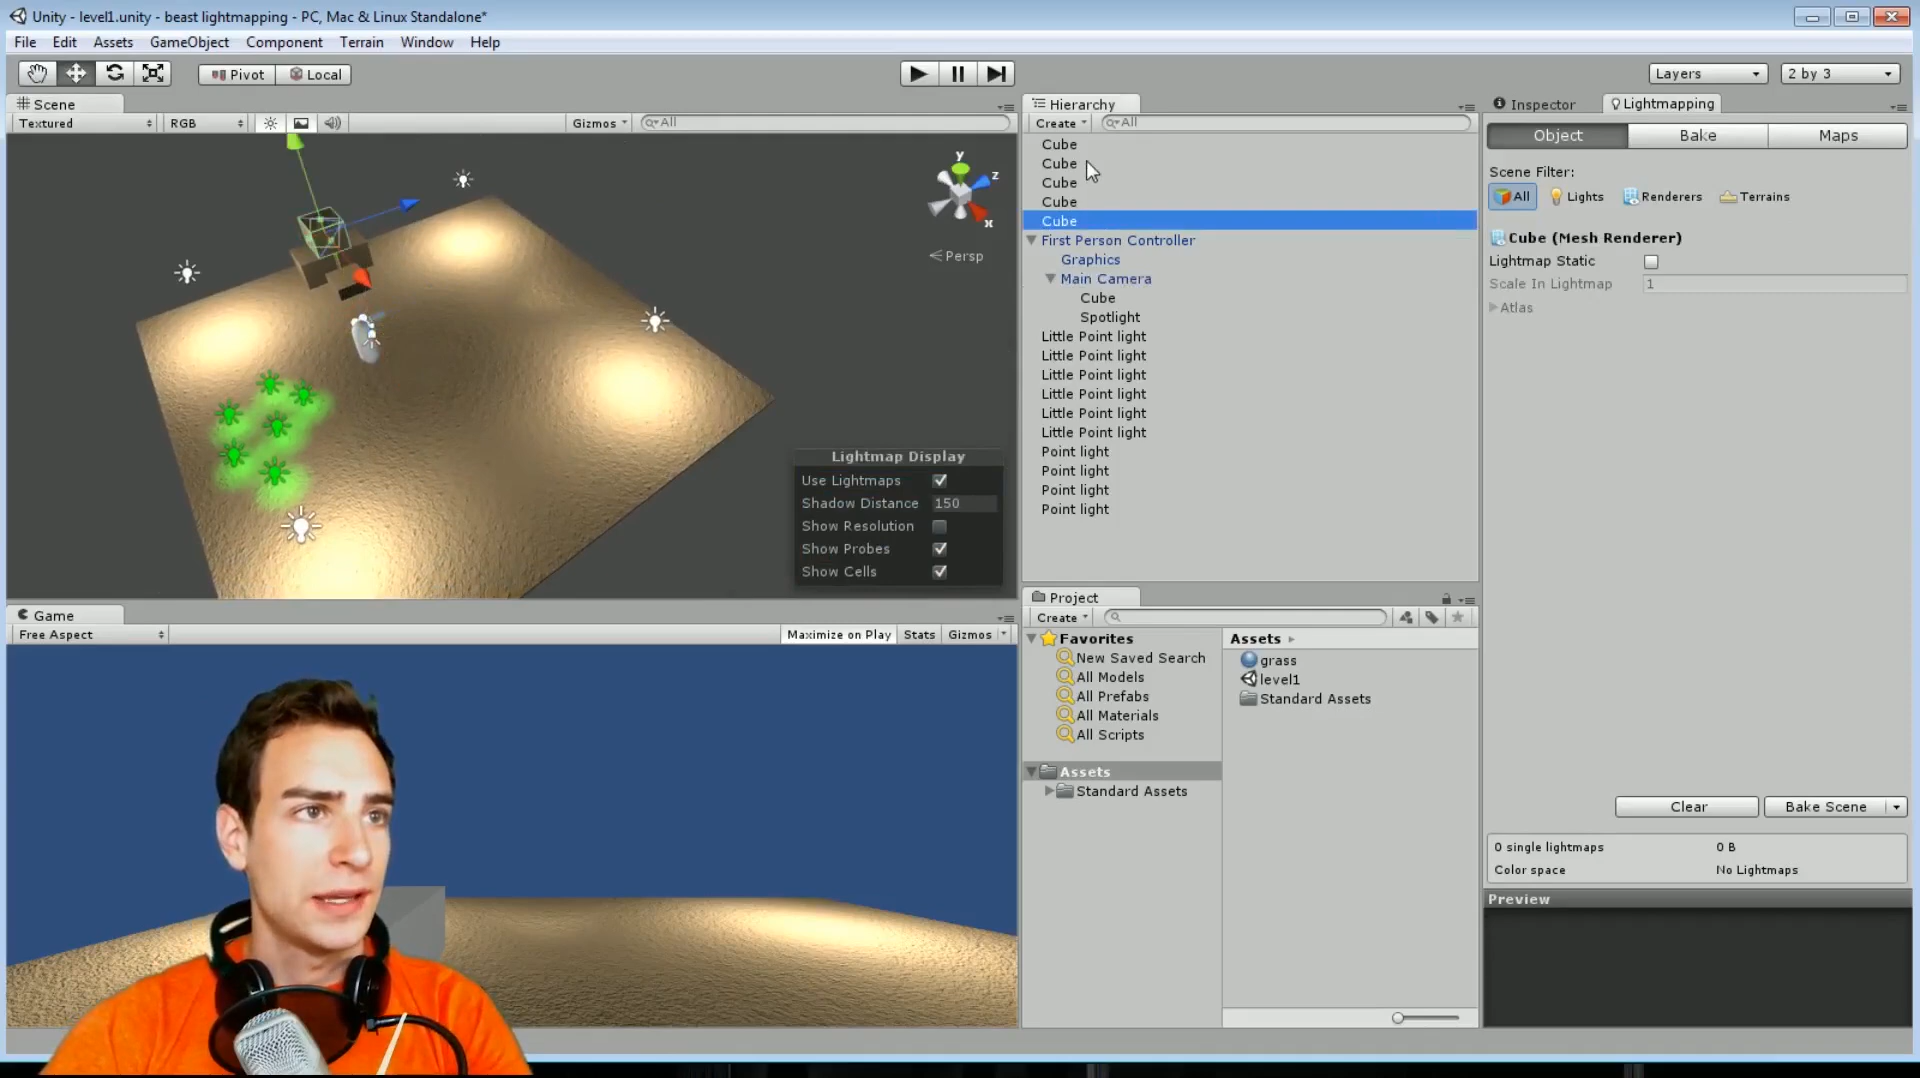 Unity - level1.unity - beast lightmapping - PC, Mac & Linux Standalone*
File Edit Assets GameObject Component Terrain Window Help
Pivot Local Layers 2 by 3
Scene
Textured RGB Gizmos All
y
z
x
Persp
Lightmap Display
Use Lightmaps
Shadow Distance 150
Show Resolution
Show Probes
Show Cells
Game
Free Aspect Maximize on Play Stats Gizmos
Hierarchy
Create All
Cube
Cube
Cube
Cube
Cube
First Person Controller
Graphics
Main Camera
Cube
Spotlight
Little Point light
Little Point light
Little Point light
Little Point light
Little Point light
Little Point light
Point light
Point light
Point light
Point light
Project
Create
Favorites
New Saved Search
All Models
All Prefabs
All Materials
All Scripts
Assets
Standard Assets
Assets
grass
level1
Standard Assets
Inspector Lightmapping
Object Bake Maps
Scene Filter:
All Lights Renderers Terrains
Cube (Mesh Renderer)
Lightmap Static
Scale In Lightmap 1
Atlas
Clear Bake Scene
0 single lightmaps 0 B
Color space No Lightmaps
Preview